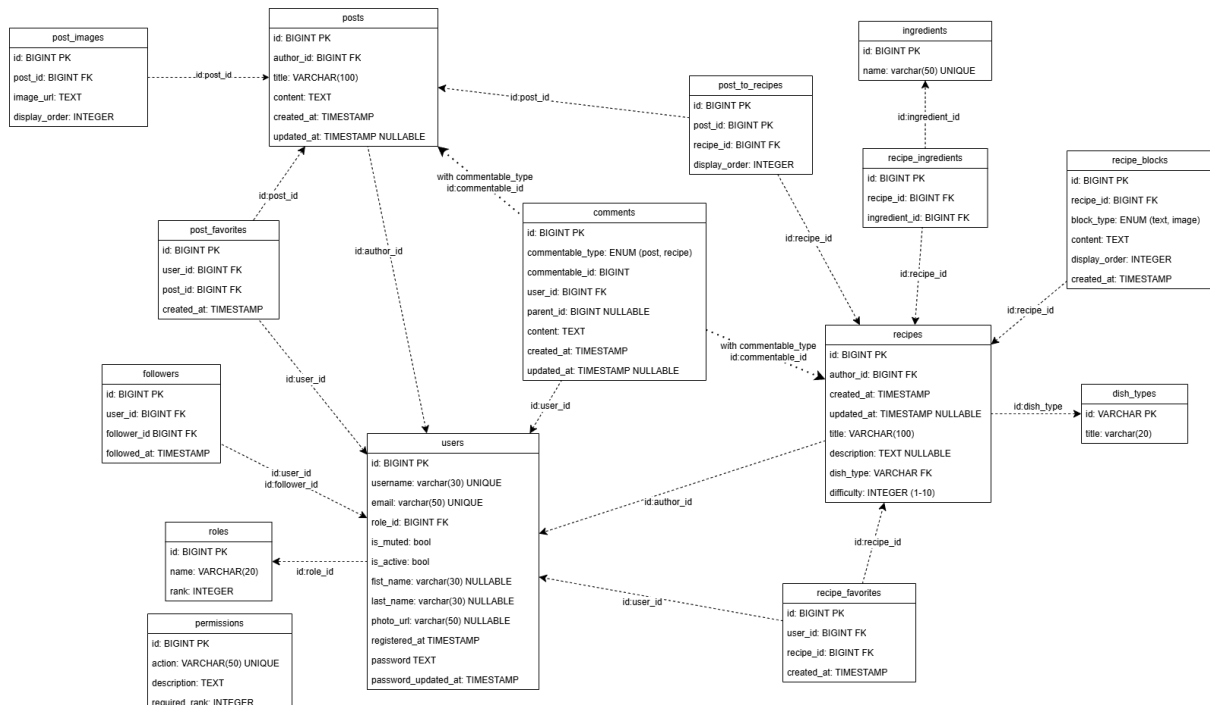 posts
id: BIGINT PK
author_id: BIGINT FK
title: VARCHAR(100)
content: TEXT
created_at: TIMESTAMP
updated_at: TIMESTAMP NULLABLE
post_images
id: BIGINT PK
post_id: BIGINT FK
image_url: TEXT
display_order: INTEGER
id:post_id
ingredients
id: BIGINT PK
name: varchar(50) UNIQUE
post_to_recipes
id: BIGINT PK
post_id: BIGINT PK
recipe_id: BIGINT FK
display_order: INTEGER
id:post_id
id:ingredient_id
recipe_ingredients
id: BIGINT PK
recipe_id: BIGINT FK
ingredient_id: BIGINT FK
recipe_blocks
id: BIGINT PK
recipe_id: BIGINT FK
block_type: ENUM (text, image)
content: TEXT
display_order: INTEGER
created_at: TIMESTAMP
with commentable_type
id:commentable_id
id:post_id
post_favorites
id: BIGINT PK
user_id: BIGINT FK
post_id: BIGINT FK
created_at: TIMESTAMP
id:author_id
comments
id: BIGINT PK
commentable_type: ENUM (post, recipe)
commentable_id: BIGINT
user_id: BIGINT FK
parent_id: BIGINT NULLABLE
content: TEXT
created_at: TIMESTAMP
updated_at: TIMESTAMP NULLABLE
id:recipe_id
id:recipe_id
id:recipe_id
with commentable_type
id:commentable_id
recipes
id: BIGINT PK
author_id: BIGINT FK
created_at: TIMESTAMP
updated_at: TIMESTAMP NULLABLE
title: VARCHAR(100)
description: TEXT NULLABLE
dish_type: VARCHAR FK
difficulty: INTEGER (1-10)
id:dish_type
dish_types
id: VARCHAR PK
title: varchar(20)
id:user_id
followers
id: BIGINT PK
user_id: BIGINT FK
follower_id BIGINT FK
followed_at: TIMESTAMP
id:user_id
id:user_id
id:follower_id
users
id: BIGINT PK
username: varchar(30) UNIQUE
email: varchar(50) UNIQUE
role_id: BIGINT FK
is_muted: bool
is_active: bool
fist_name: varchar(30) NULLABLE
last_name: varchar(30) NULLABLE
photo_url: varchar(50) NULLABLE
registered_at TIMESTAMP
password TEXT
password_updated_at: TIMESTAMP
id:author_id
roles
id: BIGINT PK
name: VARCHAR(20)
rank: INTEGER
id:role_id
id:recipe_id
id:user_id
recipe_favorites
id: BIGINT PK
user_id: BIGINT FK
recipe_id: BIGINT FK
created_at: TIMESTAMP
permissions
id: BIGINT PK
action: VARCHAR(50) UNIQUE
description: TEXT
required_rank: INTEGER